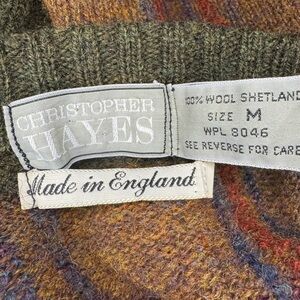 CHRISTOPHER
HAYES
100% WOOL SHETLAND
SIZE M
WPL 8046
SEE REVERSE FOR CARE
Made in England